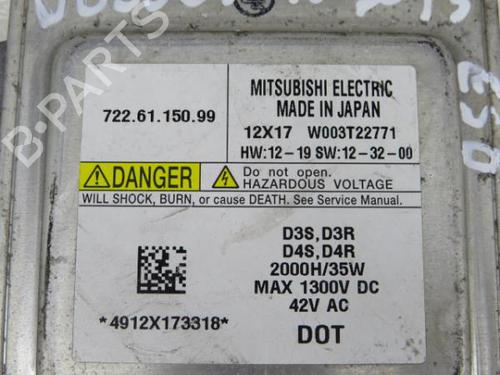 722.61.150.99
MITSUBISHI ELECTRIC
MADE IN JAPAN
12X17 W003T22771
HW:12-19 SW:12-32-00
DANGER
Do not open.
HAZARDOUS VOLTAGE
WILL SHOCK, BURN, or cause DEATH. See Service Manual.
D3S,D3R
D4S,D4R
2000H/35W
MAX 1300V DC
42V AC
*4912X173318*
DOT
B-PARTS